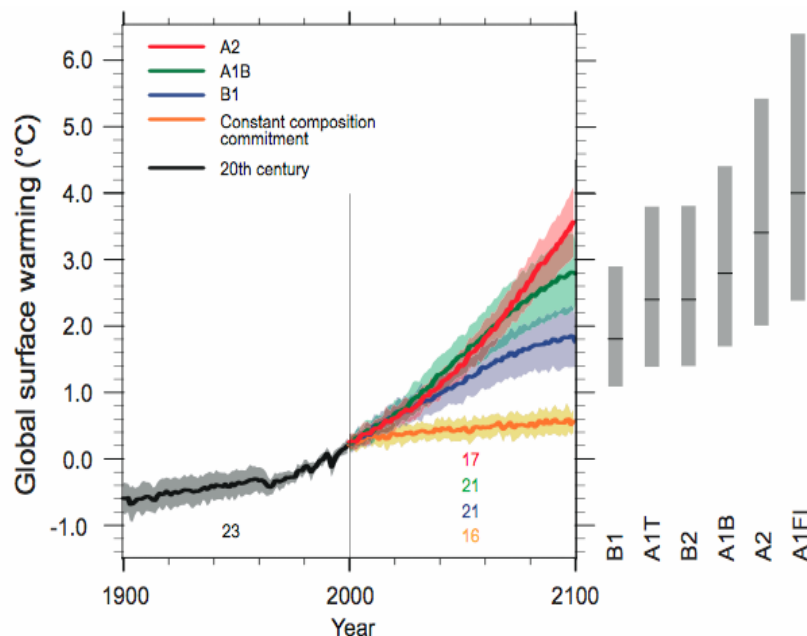 A2
A1B
B1
Constant composition
commitment
20th century
Global surface warming (°C)
6.0
5.0
4.0
3.0
2.0
1.0
0.0
-1.0
17
21
21
16
23
1900
2000
2100
Year
B1
A1T
B2
A1B
A2
A1FI